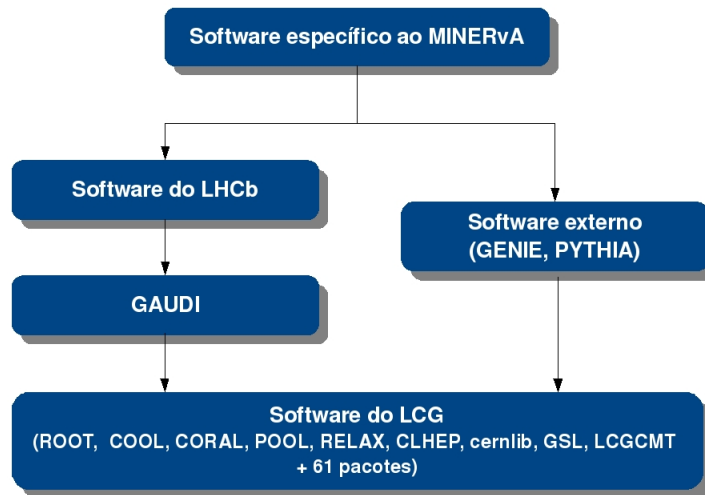 Software específico ao MINERvA
Software do LHCb
Software externo
(GENIE, PYTHIA)
GAUDI
Software do LCG
(ROOT, COOL, CORAL, POOL, RELAX, CLHEP, cernlib, GSL, LCGCMT
+ 61 pacotes)